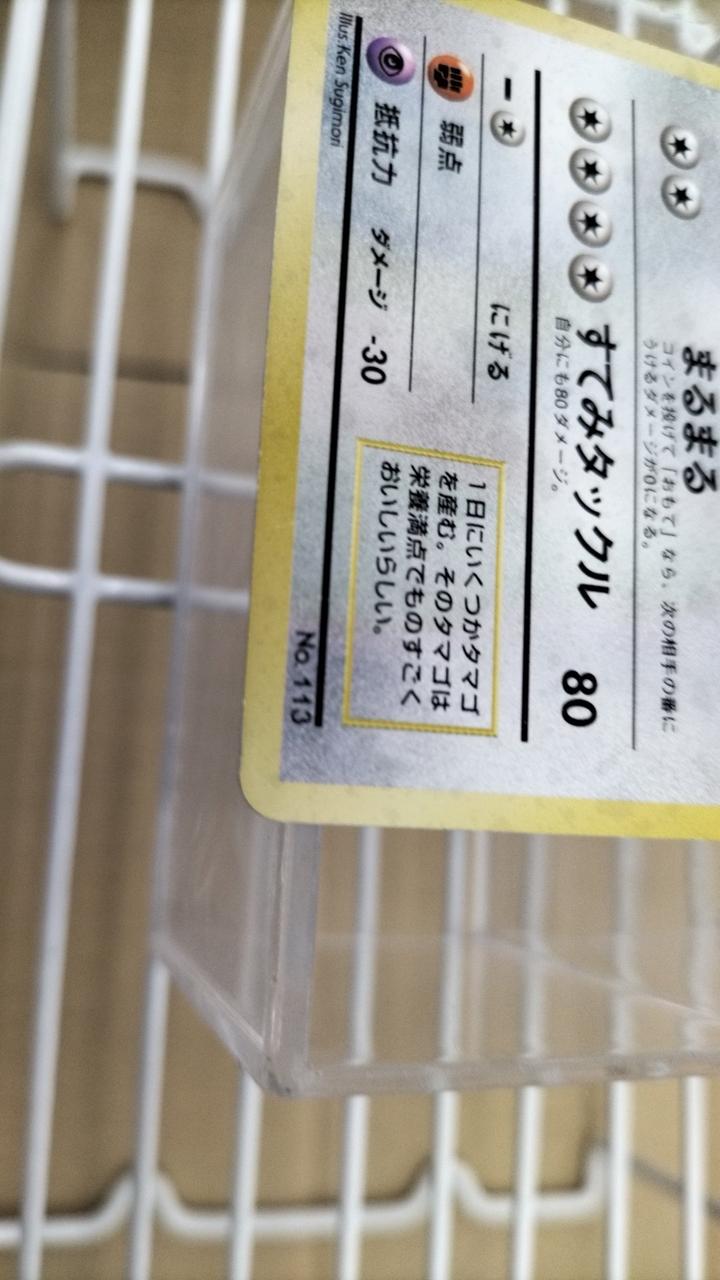 まるまる
コインを投げて「おもて」なら、次の相手の番に
うけるダメージが0になる。
すてみタックル 80
自分にも80ダメージ。
にげる
弱点
抵抗力 ダメージ -30
1日にいくつかタマゴ
を産む。そのタマゴは
栄養満点でものすごく
おいしいらしい。
Illus. Ken Sugimori
No. 113